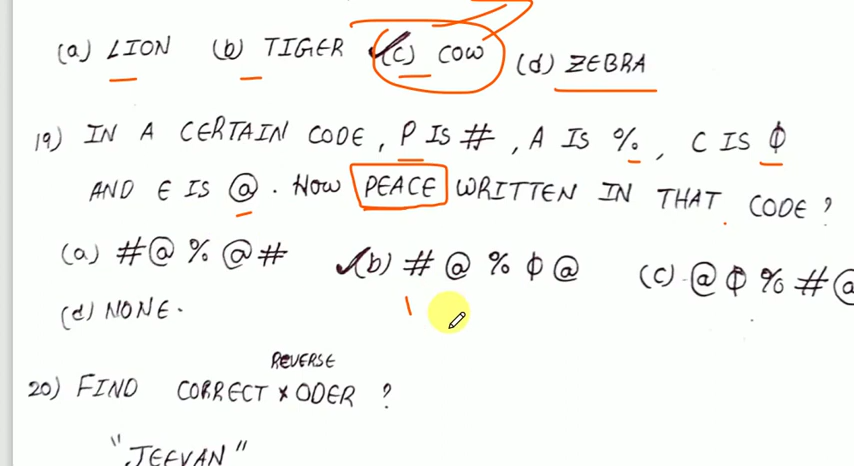 (a) LION (b) TIGER (c) COW (d) ZEBRA
19) IN A CERTAIN CODE, P IS #, A IS %, C IS ϕ
AND E IS @. HOW PEACE WRITTEN IN THAT CODE?
(a) #@%@# (b) #@%ϕ@ (c) @ϕ%#@
(d) NONE.
REVERSE
20) FIND CORRECT x ODER ?
"JEEVAN"